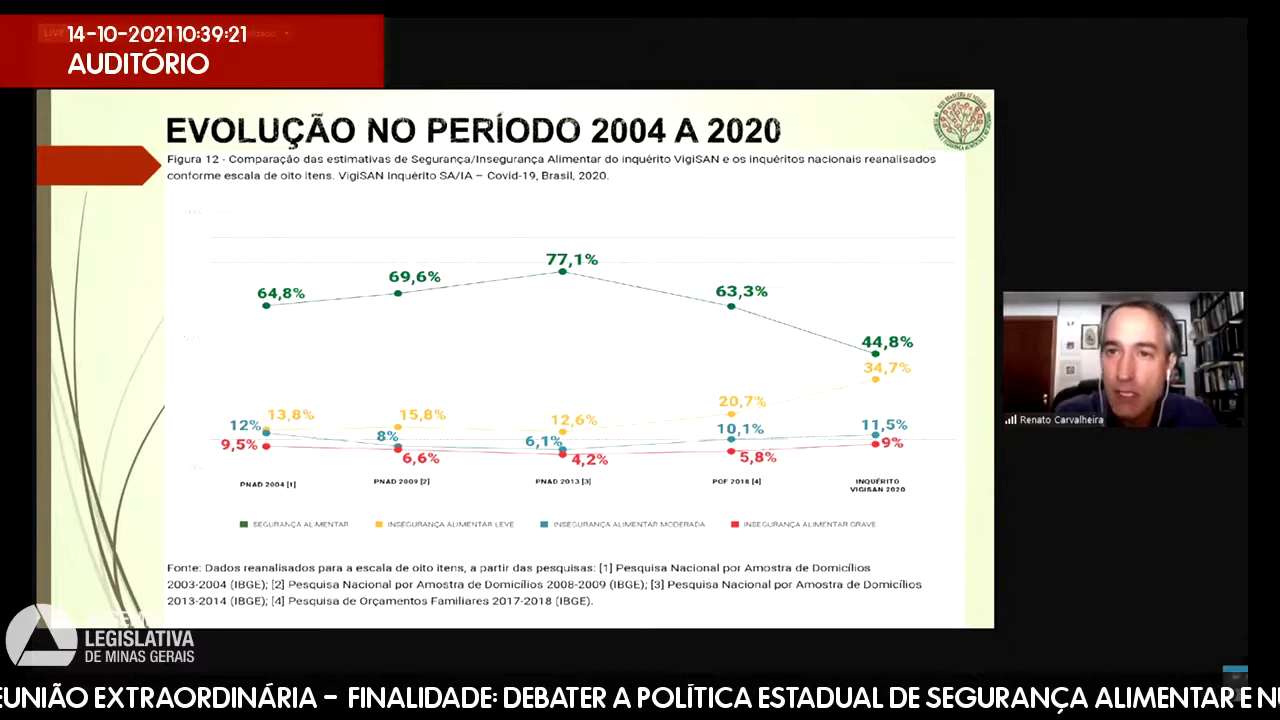 14-10-2021 10:39:21
AUDITÓRIO
EVOLUÇÃO NO PERÍODO 2004 A 2020
Figura 12 - Comparação das estimativas de Segurança/Insegurança Alimentar do inquérito VigiSAN e os inquéritos nacionais reanalisados
conforme escala de oito itens. VigiSAN Inquérito SA/IA – Covid-19, Brasil, 2020.
77,1%
69,6%
64,8%
63,3%
44,8%
34,7%
20,7%
13,8%
15,8%
12,6%
12%
8%
6,1%
10,1%
11,5%
9,5%
6,6%
4,2%
5,8%
9%
PNAD 2004 [1]
PNAD 2009 [2]
PNAD 2013 [3]
POF 2018 [4]
INQUÉRITO
VIGISAN 2020
SEGURANÇA ALIMENTAR
INSEGURANÇA ALIMENTAR LEVE
INSEGURANÇA ALIMENTAR MODERADA
INSEGURANÇA ALIMENTAR GRAVE
Fonte: Dados reanalisados para a escala de oito itens, a partir das pesquisas: [1] Pesquisa Nacional por Amostra de Domicílios
2003-2004 (IBGE); [2] Pesquisa Nacional por Amostra de Domicílios 2008-2009 (IBGE); [3] Pesquisa Nacional por Amostra de Domicílios
2013-2014 (IBGE); [4] Pesquisa de Orçamentos Familiares 2017-2018 (IBGE).
Renato Carvalheira
LEGISLATIVA
DE MINAS GERAIS
EUNIÃO EXTRAORDINÁRIA - FINALIDADE: DEBATER A POLÍTICA ESTADUAL DE SEGURANÇA ALIMENTAR E N